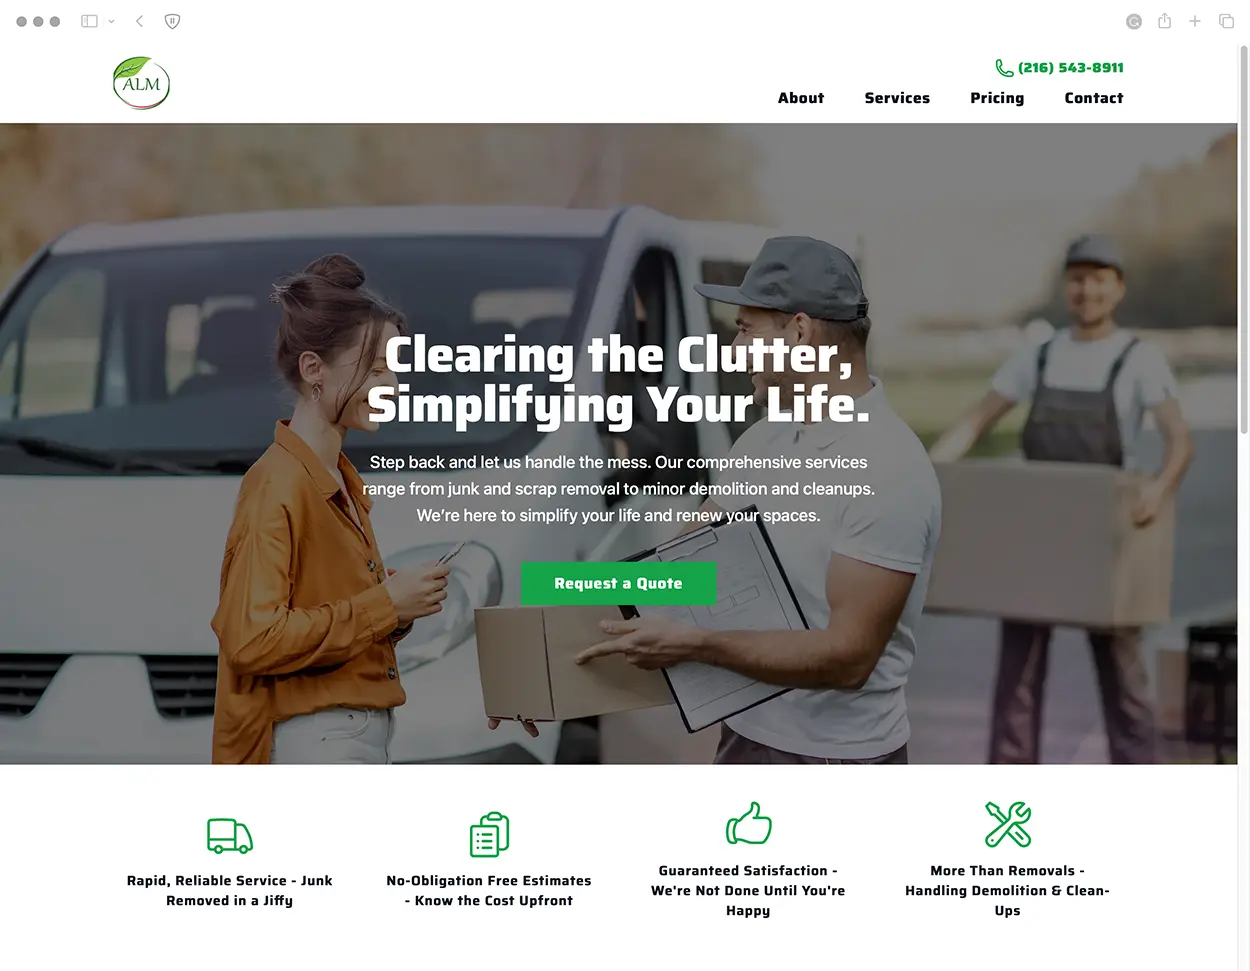 ALM
(216) 543-8911
About Services Pricing Contact
Clearing the Clutter,
Simplifying Your Life.
Step back and let us handle the mess. Our comprehensive services
range from junk and scrap removal to minor demolition and cleanups.
We’re here to simplify your life and renew your spaces.
Request a Quote
Rapid, Reliable Service - Junk
Removed in a Jiffy
No-Obligation Free Estimates
- Know the Cost Upfront
Guaranteed Satisfaction -
We're Not Done Until You're
Happy
More Than Removals -
Handling Demolition & Clean-
Ups